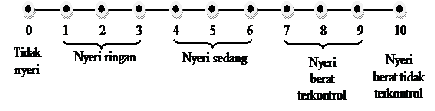 0 1 2 3 4 5 6 7 8 9 10
Tidak
nyeri
Nyeri ringan
Nyeri sedang
Nyeri
berat
terkontrol
Nyeri
berat tidak
terkontrol